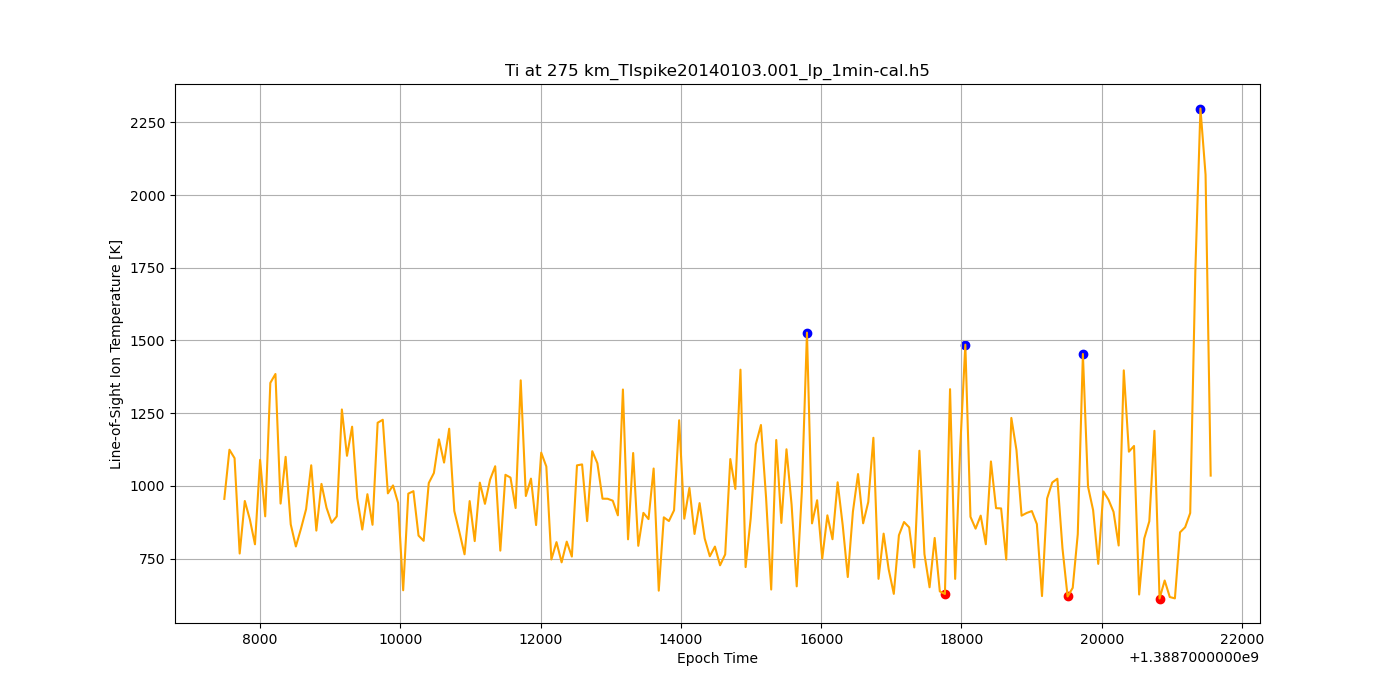 Ti at 275 km_TIspike20140103.001_lp_1min-cal.h5
Line-of-Sight Ion Temperature [K]
2250
2000
1750
1500
1250
1000
750
8000 10000 12000 14000 16000 18000 20000 22000
Epoch Time
+1.3887000000e9